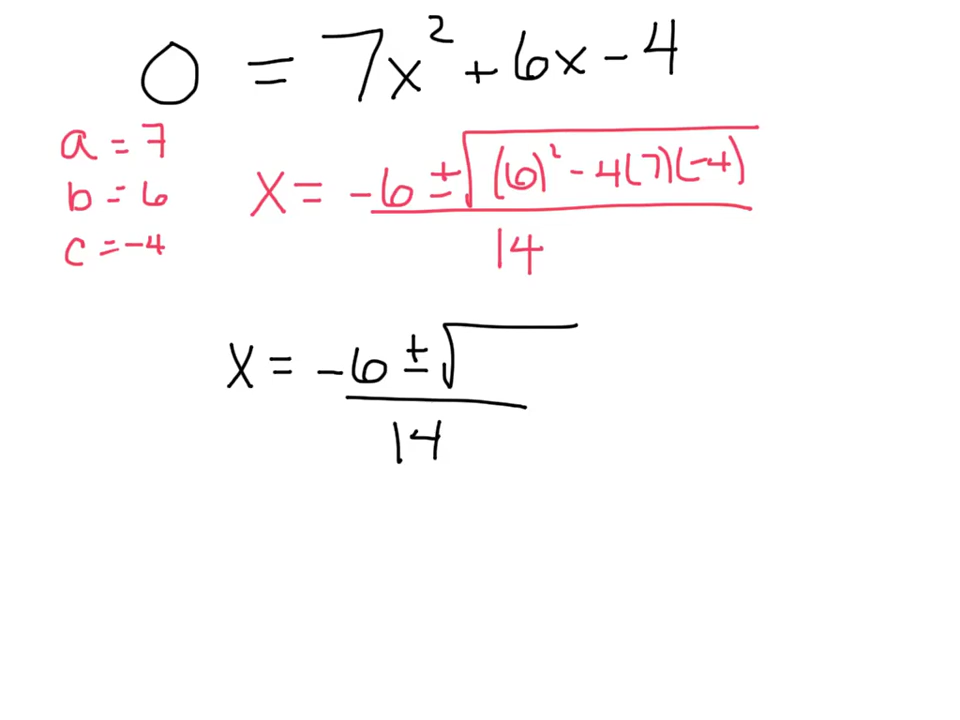 0 = 7x² + 6x - 4
a = 7
b = 6
c = -4
x = -6 ± √(6)² - 4(7)(-4)
14
x = -6 ± √
14